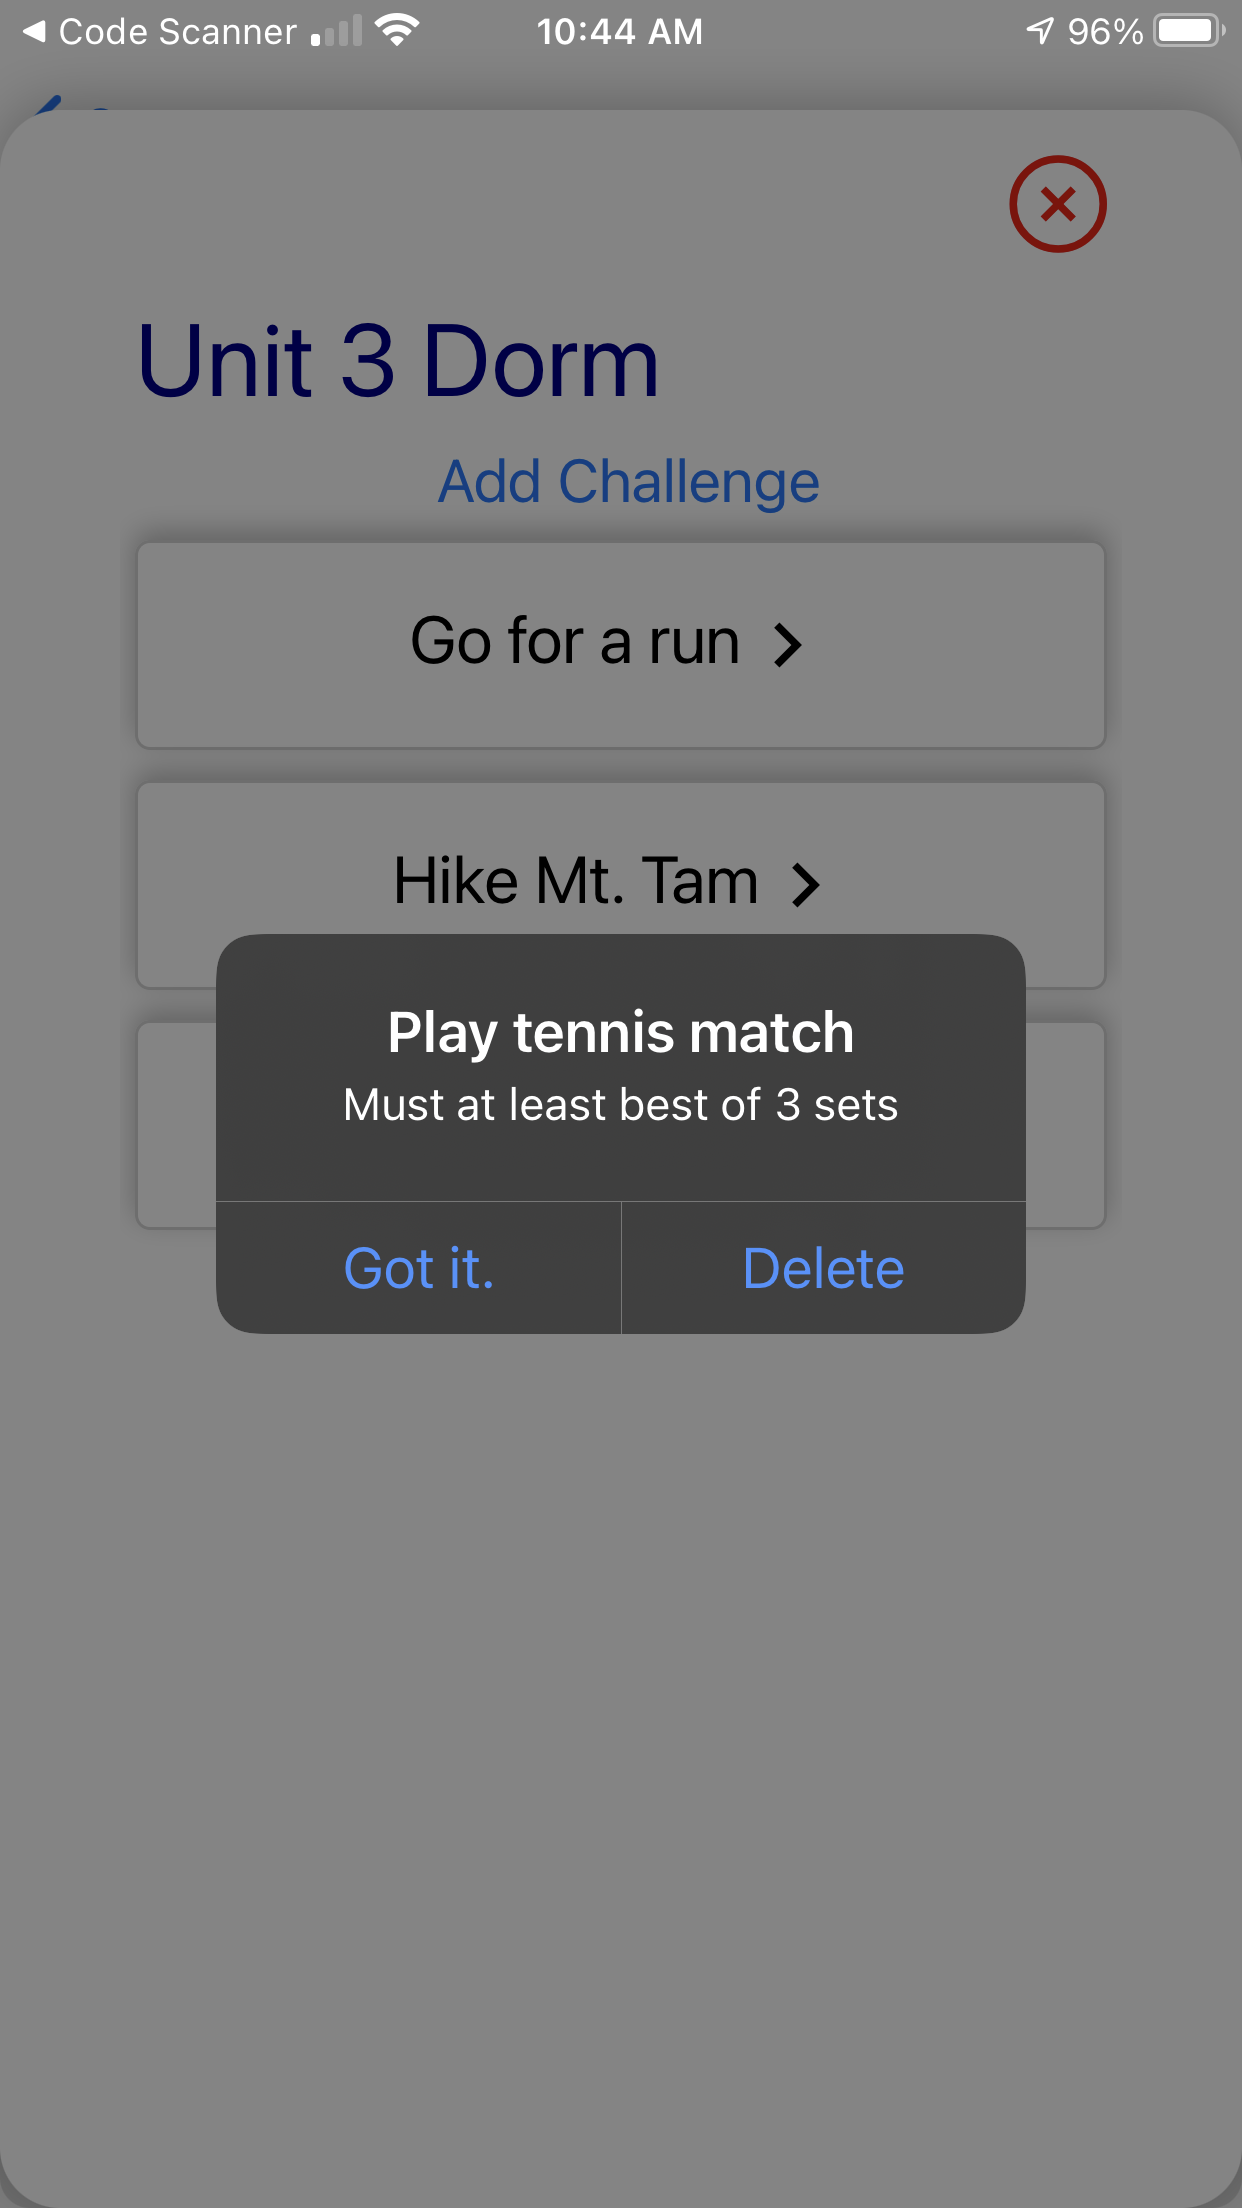 Code Scanner
10:44 AM
96%
Unit 3 Dorm
Add Challenge
Go for a run
Hike Mt. Tam
Play tennis match
Must at least best of 3 sets
Got it.
Delete